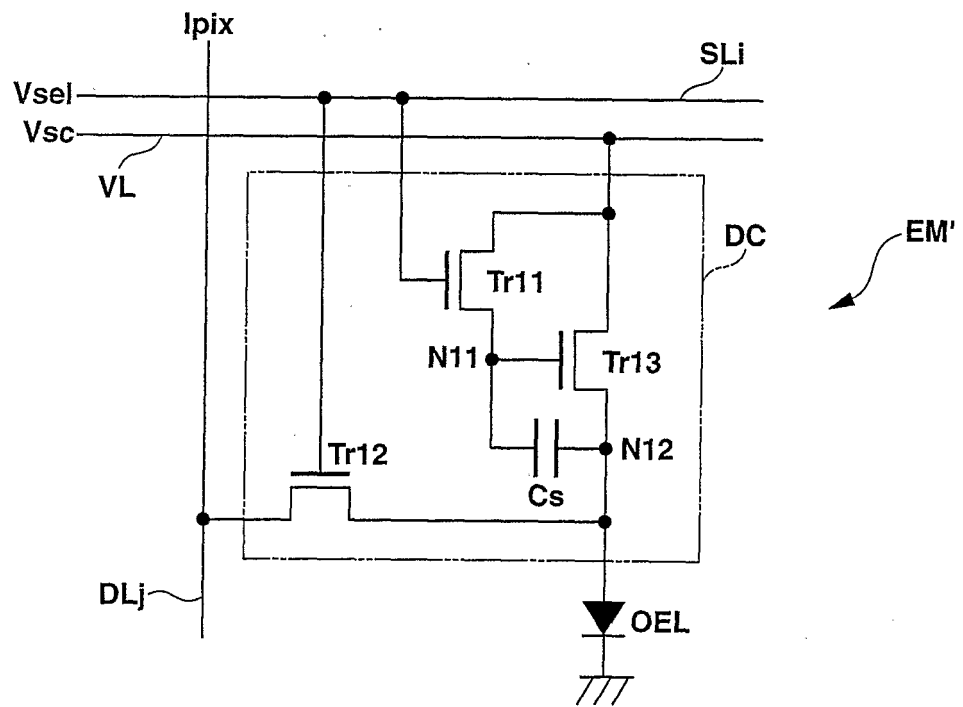 Ipix
SLi
Vsel
Vsc
VL
DC
EM'
Tr11
N11
Tr13
Tr12
N12
Cs
DLj
OEL